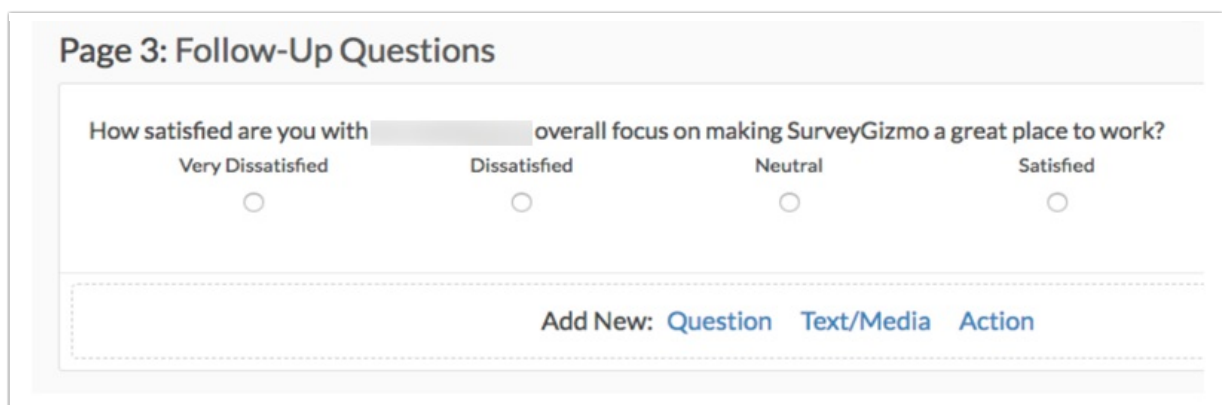 Page 3: Follow-Up Questions
How satisfied are you with overall focus on making SurveyGizmo a great place to work?
Very Dissatisfied Dissatisfied Neutral Satisfied
Add New: Question Text/Media Action